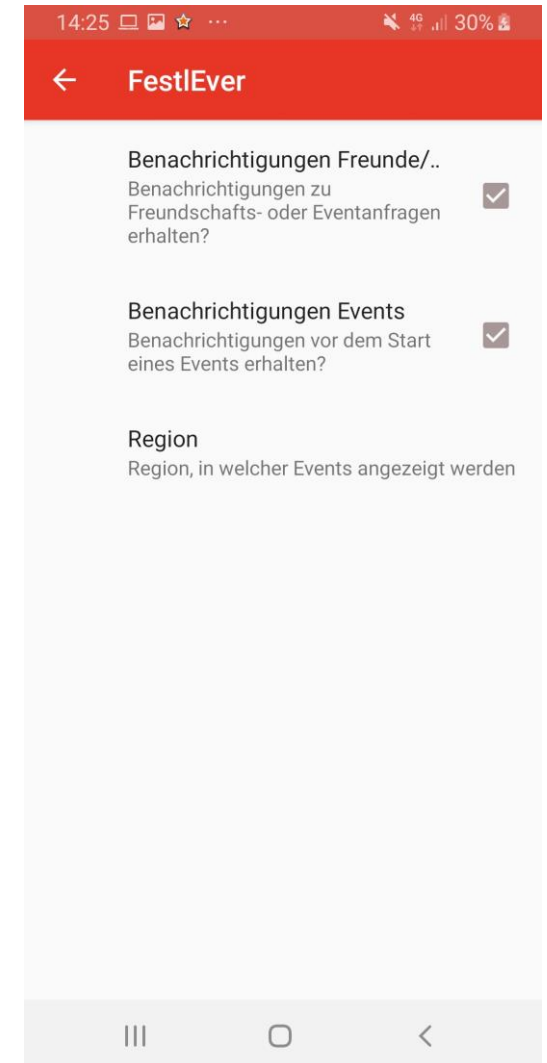 14:25 4G 30%
FestlEver
Benachrichtigungen Freunde/..
Benachrichtigungen zu
Freundschafts- oder Eventanfragen
erhalten?
Benachrichtigungen Events
Benachrichtigungen vor dem Start
eines Events erhalten?
Region
Region, in welcher Events angezeigt werden